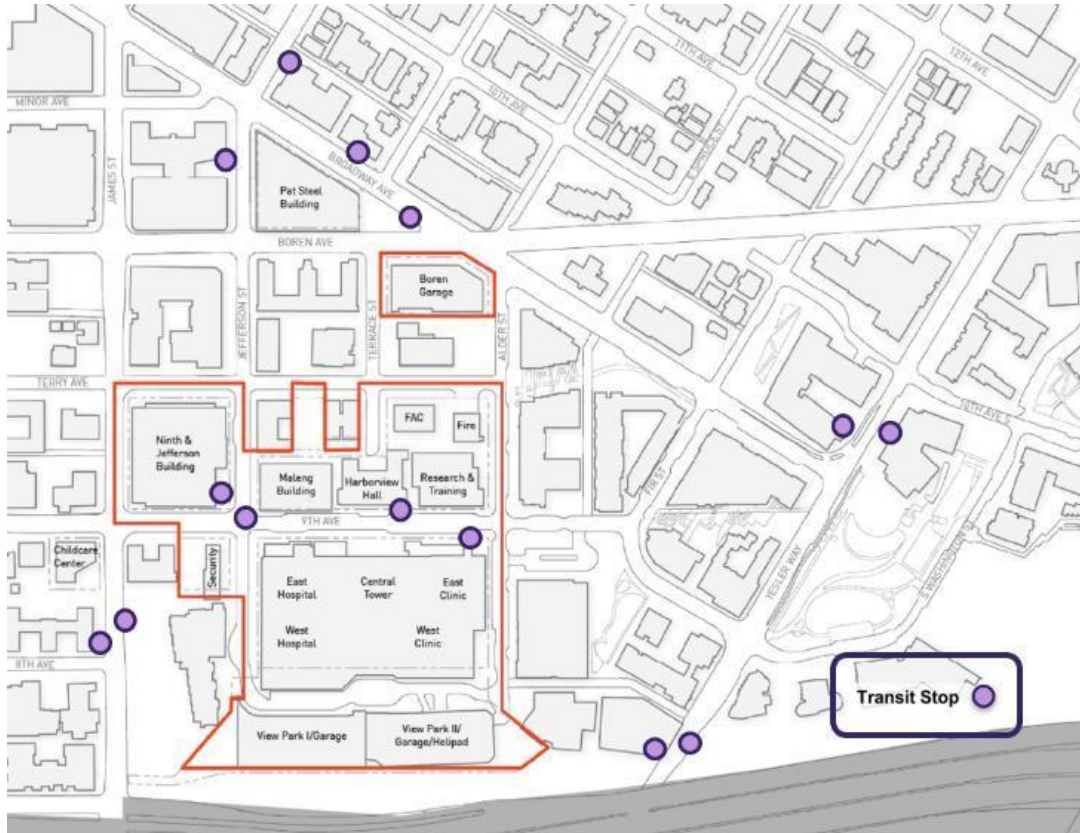 11TH AVE
12TH AVE
10TH AVE
MINOR AVE
JAMES ST
BROADWAY AVE
Pat Steel
Building
BOREN AVE
Boren
Garage
JEFFERSON ST
TERRACE ST
ALDER ST
TERRY AVE
FAC
Fire
10TH AVE S
Ninth &
Jefferson
Building
Maleng
Building
Harborview
Hall
Research &
Training
FIR ST
9TH AVE
YESLER WAY
S WASHINGTON
Childcare
Center
Security
East
Hospital
Central
Tower
East
Clinic
West
Hospital
West
Clinic
8TH AVE
Transit Stop
View Park I/Garage
View Park II/
Garage/Helipad